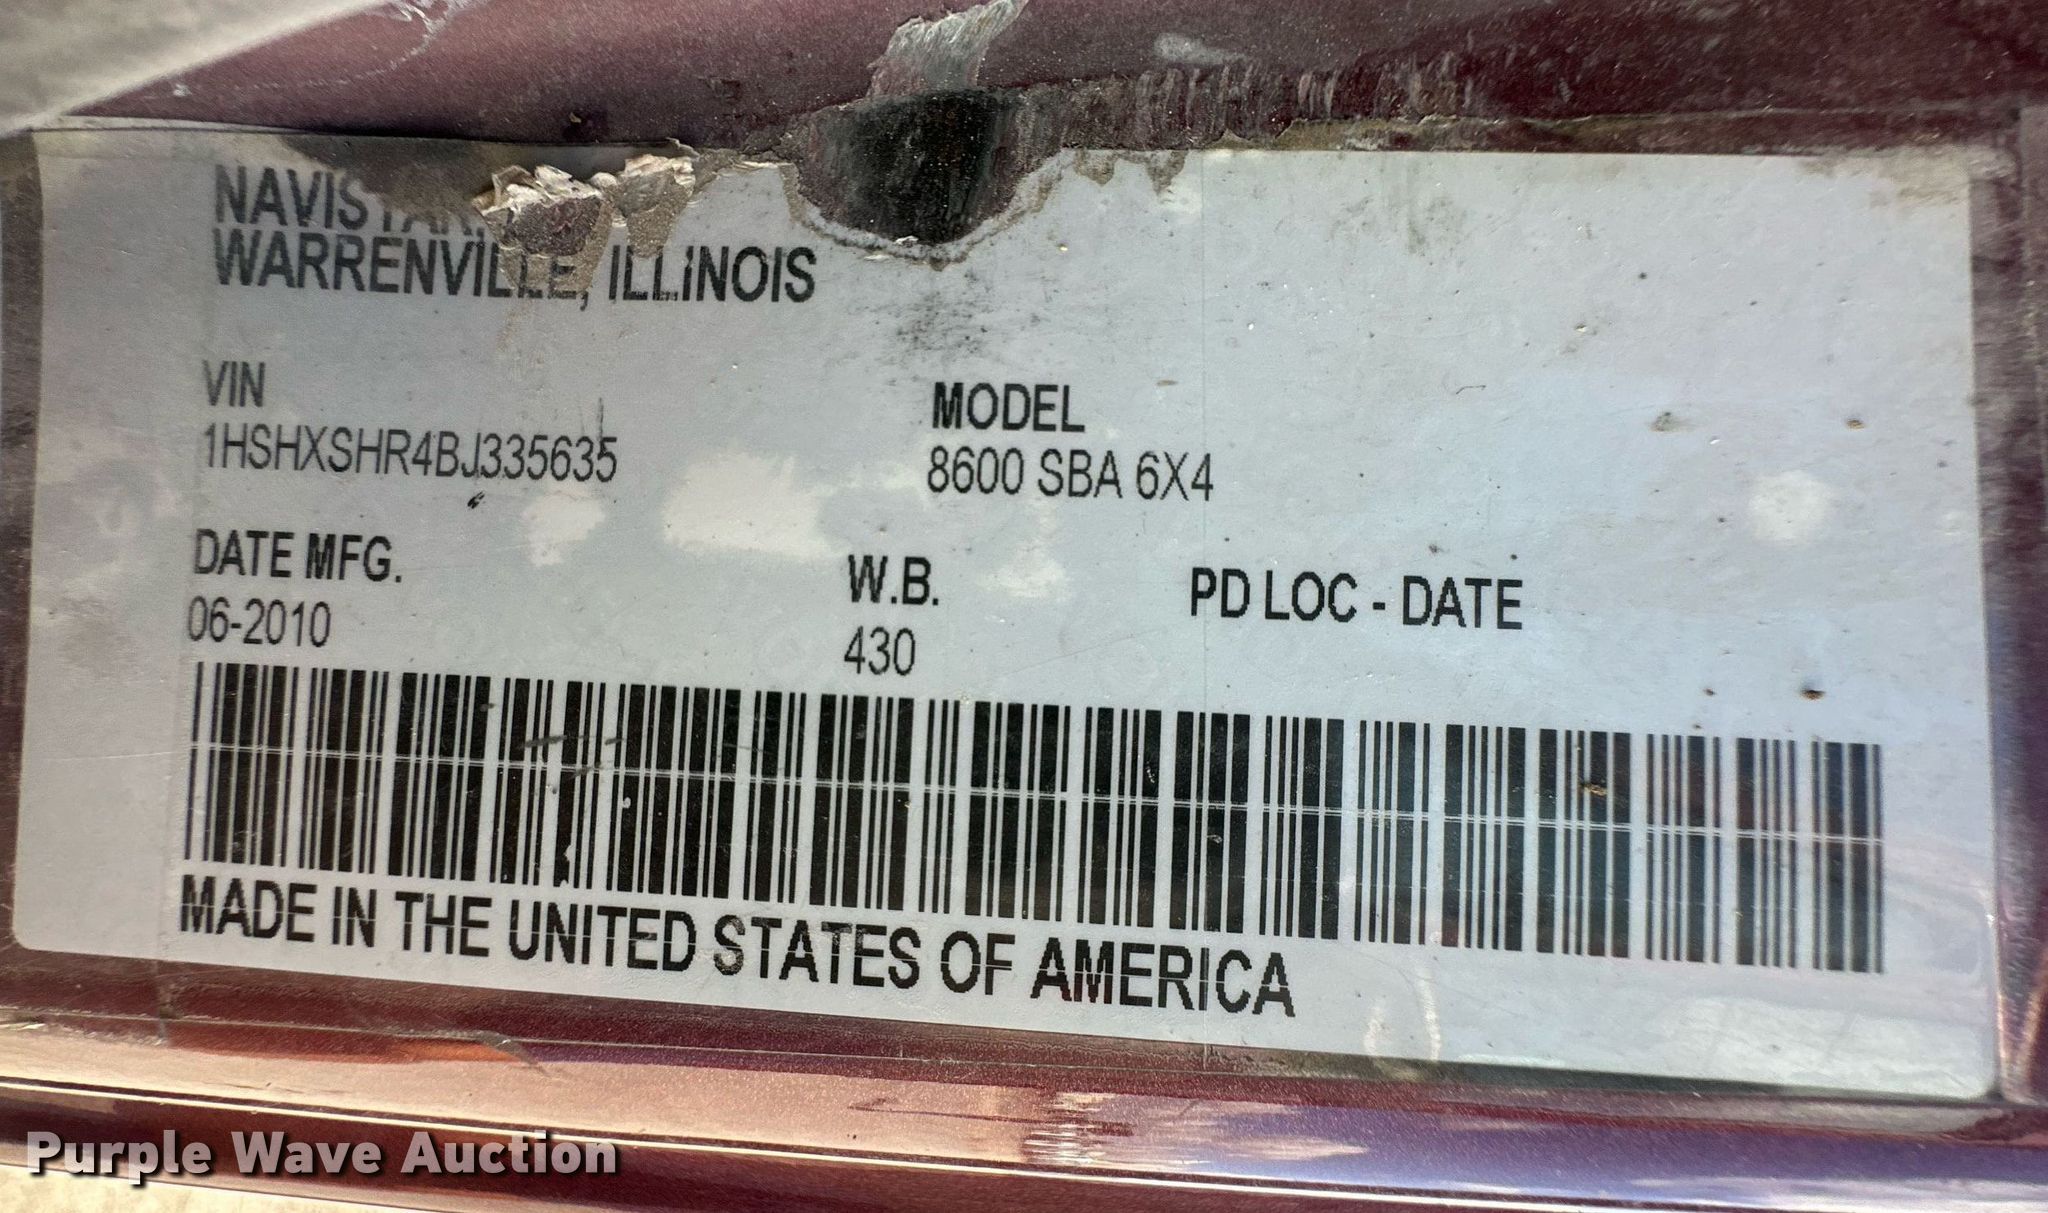 WARRENVILLE, ILLINOIS
VIN
MODEL
1HSHXSHR4BJ335635
8600 SBA 6X4
DATE MFG.
W.B.
PD LOC - DATE
06-2010
430
MADE IN THE UNITED STATES OF AMERICA
Purple Wave Auction